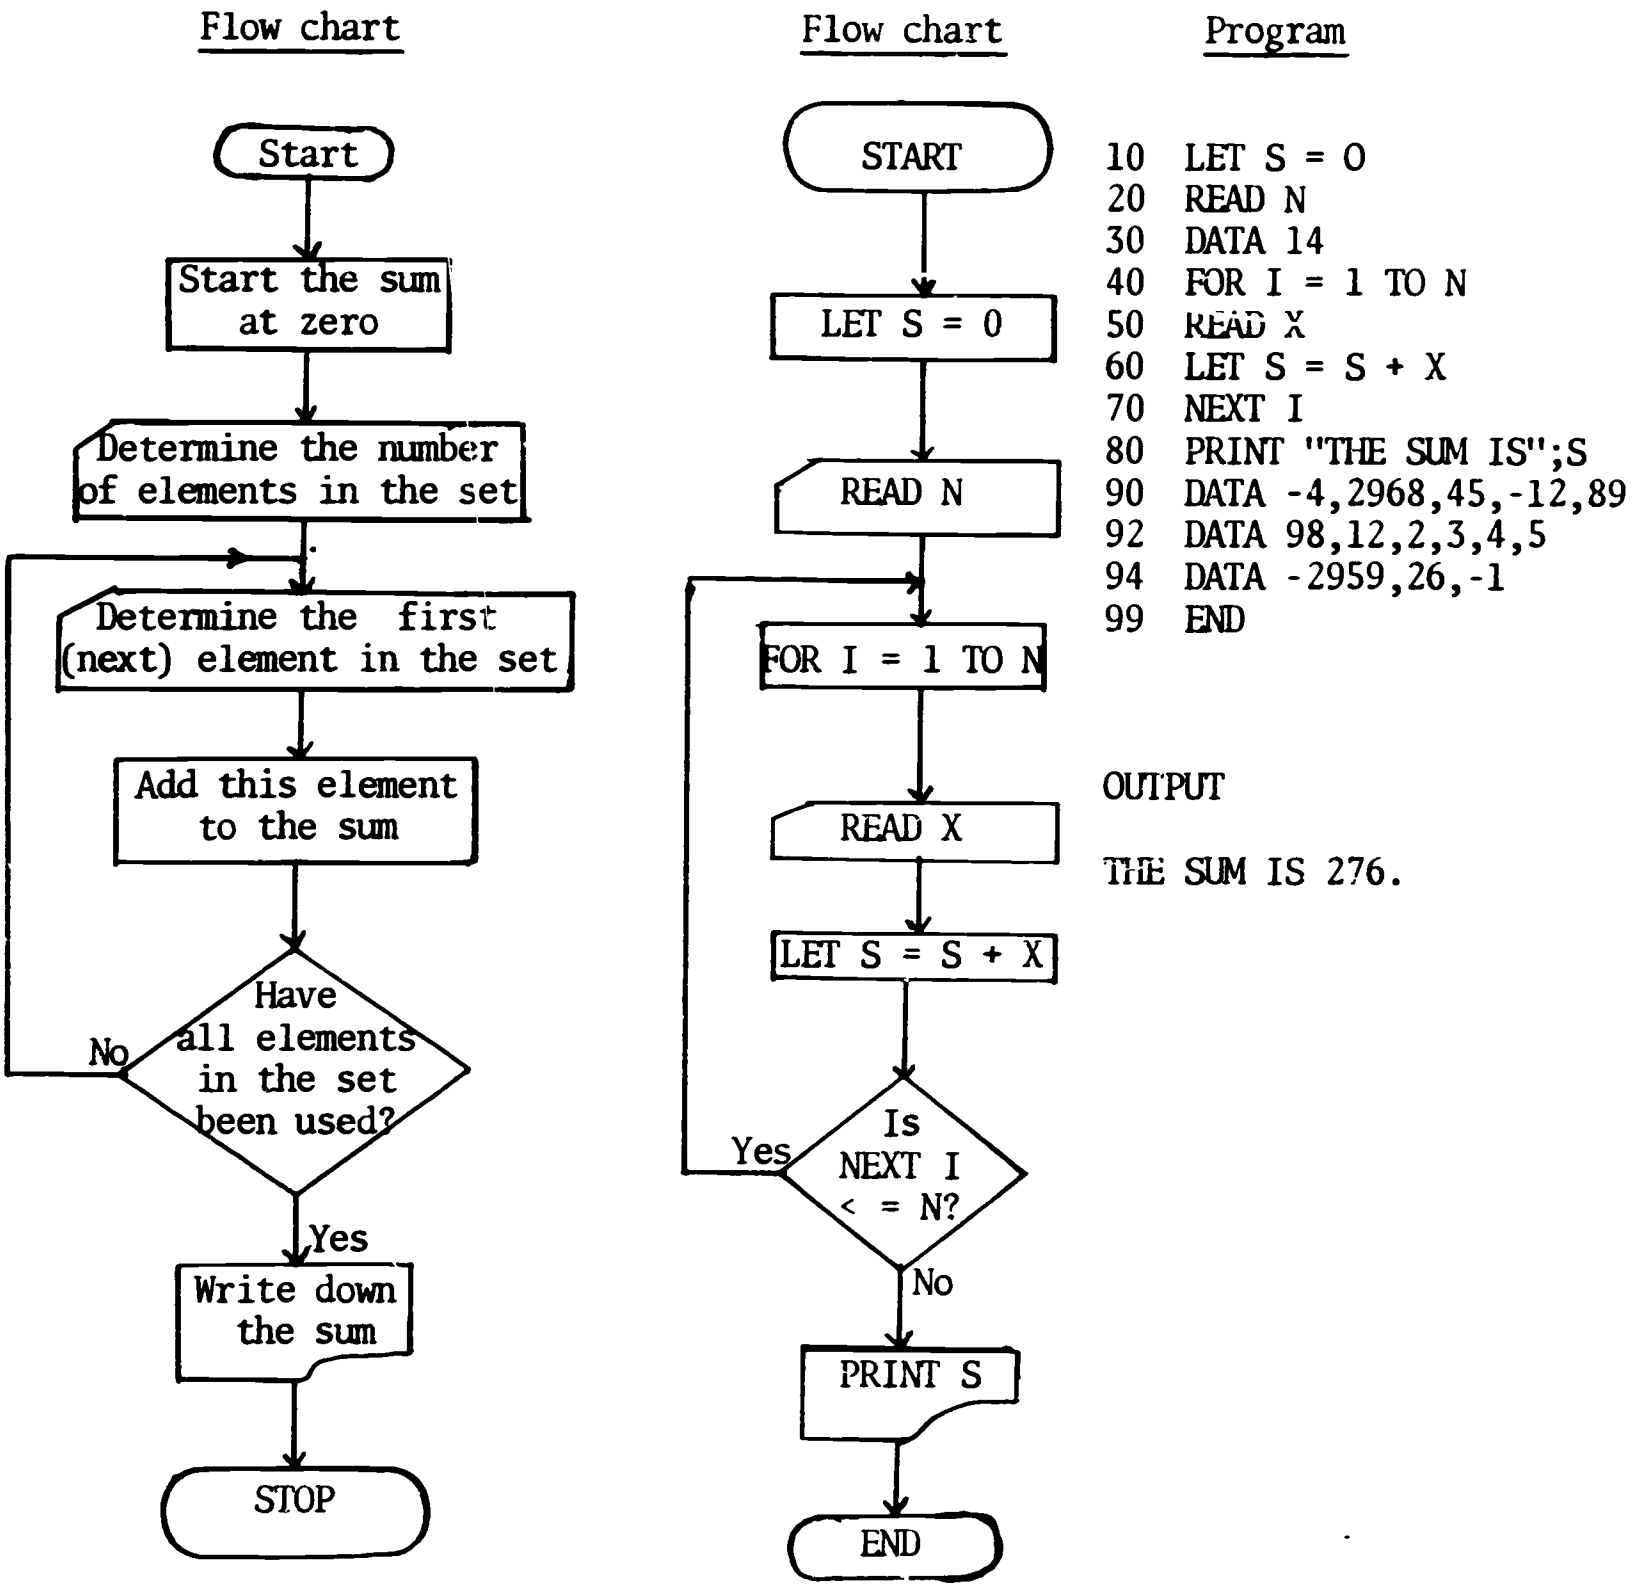 Flow chart
Start
Start the sum
at zero
Determine the number
of elements in the set
Determine the first
(next) element in the set
Add this element
to the sum
Have
all elements
in the set
been used?
No
Yes
Write down
the sum
STOP
Flow chart
START
LET S = 0
READ N
FOR I = 1 TO N
READ X
LET S = S + X
Is
NEXT I
< = N?
Yes
No
PRINT S
END
Program
10 LET S = 0
20 READ N
30 DATA 14
40 FOR I = 1 TO N
50 READ X
60 LET S = S + X
70 NEXT I
80 PRINT "THE SUM IS";S
90 DATA -4,2968,45,-12,89
92 DATA 98,12,2,3,4,5
94 DATA -2959,26,-1
99 END
OUTPUT
THE SUM IS 276.